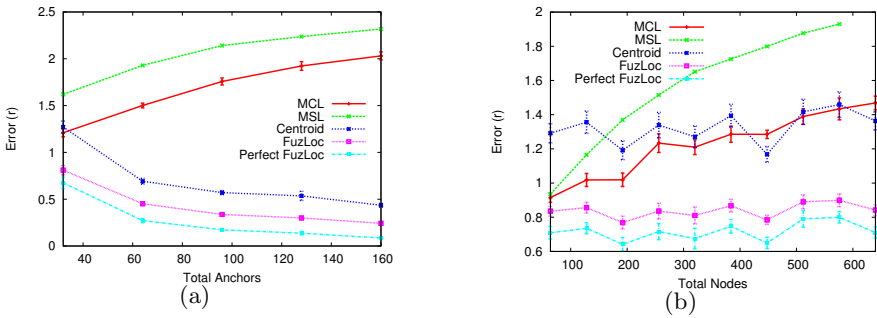 2.5
2
1.5
1
0.5
0
40
60
80
100
120
140
160
Error (r)
Total Anchors
MCL
MSL
Centroid
FuzLoc
Perfect FuzLoc
(a)
2
1.8
1.6
1.4
1.2
1
0.8
0.6
100
200
300
400
500
600
Error (r)
Total Nodes
MCL
MSL
Centroid
FuzLoc
Perfect FuzLoc
(b)